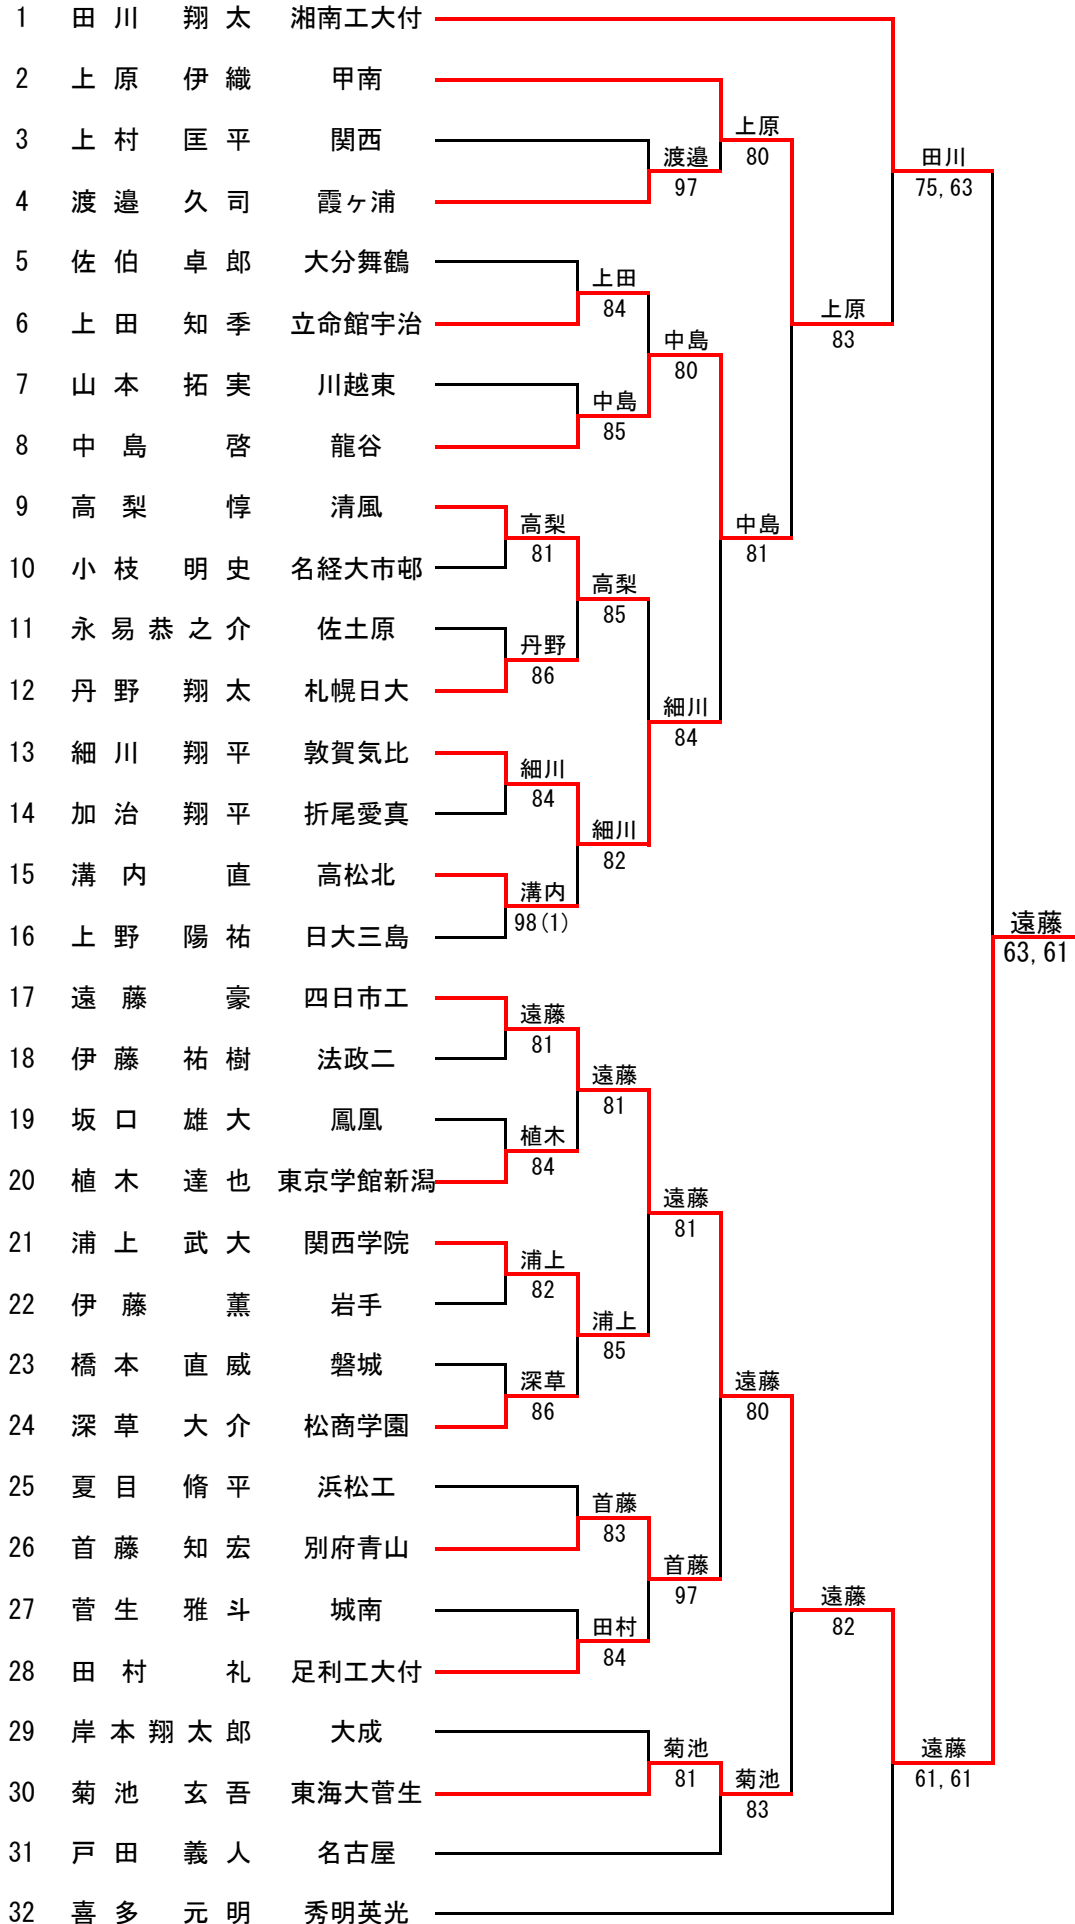 1 田川 翔太 湘南工大付
2 上原 伊織 甲南
上原
3 上村 匡平 関西
渡邉 80 田川
97 75,63
4 渡邉 久司 霞ヶ浦
5 佐伯 卓郎 大分舞鶴
上田
84 上原
6 上田 知季 立命館宇治
中島 83
80
7 山本 拓実 川越東
中島
85
8 中島 啓 龍谷
9 高梨 惇 清風
高梨 中島
81 81
10 小枝 明史 名経大市邨
高梨
85
11 永易恭之介 佐土原
丹野
86
12 丹野 翔太 札幌日大
細川
84
13 細川 翔平 敦賀気比
細川
84
14 加治 翔平 折尾愛真
細川
82
15 溝内 直 高松北
溝内
98(1) 遠藤
16 上野 陽祐 日大三島
63,61
17 遠藤 豪 四日市工
遠藤
81
18 伊藤 祐樹 法政二
遠藤
81
19 坂口 雄大 鳳凰
植木
84
20 植木 達也 東京学館新潟
遠藤
81
21 浦上 武大 関西学院
浦上
82
22 伊藤 薫 岩手
浦上
85
23 橋本 直威 磐城
深草 遠藤
86 80
24 深草 大介 松商学園
25 夏目 脩平 浜松工
首藤
83
26 首藤 知宏 別府青山
首藤
97 遠藤
27 菅生 雅斗 城南
田村 82
84
28 田村 礼 足利工大付
29 岸本翔太郎 大成
菊池 遠藤
81 菊池 61,61
30 菊池 玄吾 東海大菅生
83
31 戸田 義人 名古屋
32 喜多 元明 秀明英光